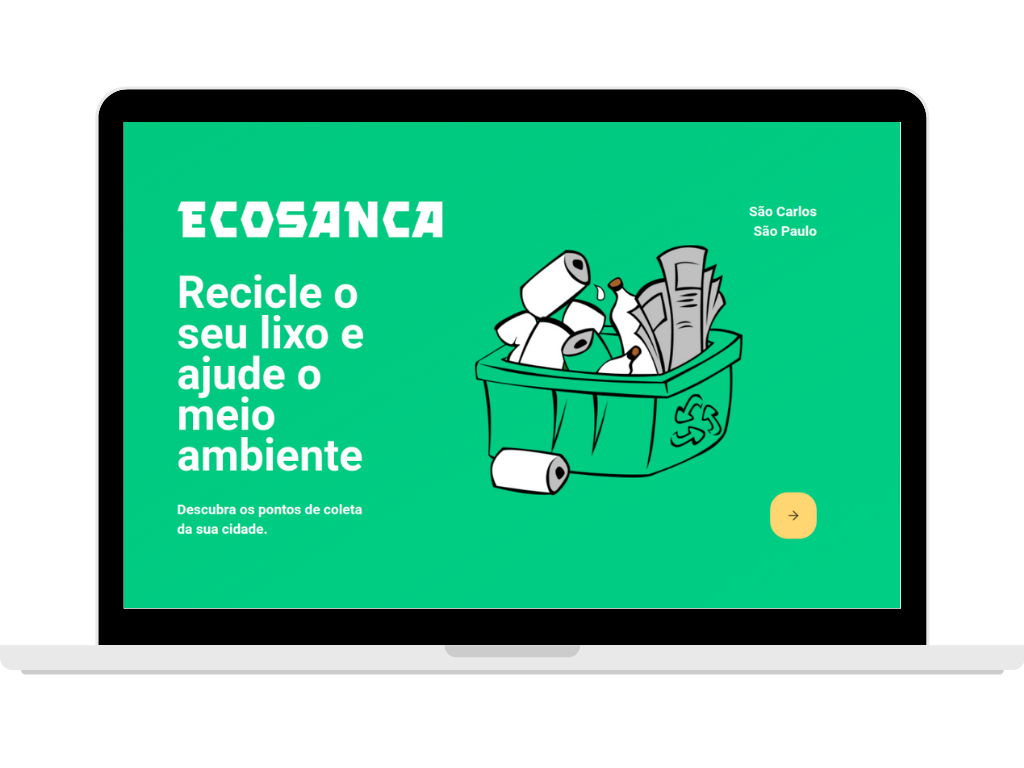 ECOSANCA
São Carlos
São Paulo
Recicle o
seu lixo e
ajude o
meio
ambiente
Descubra os pontos de coleta
da sua cidade.